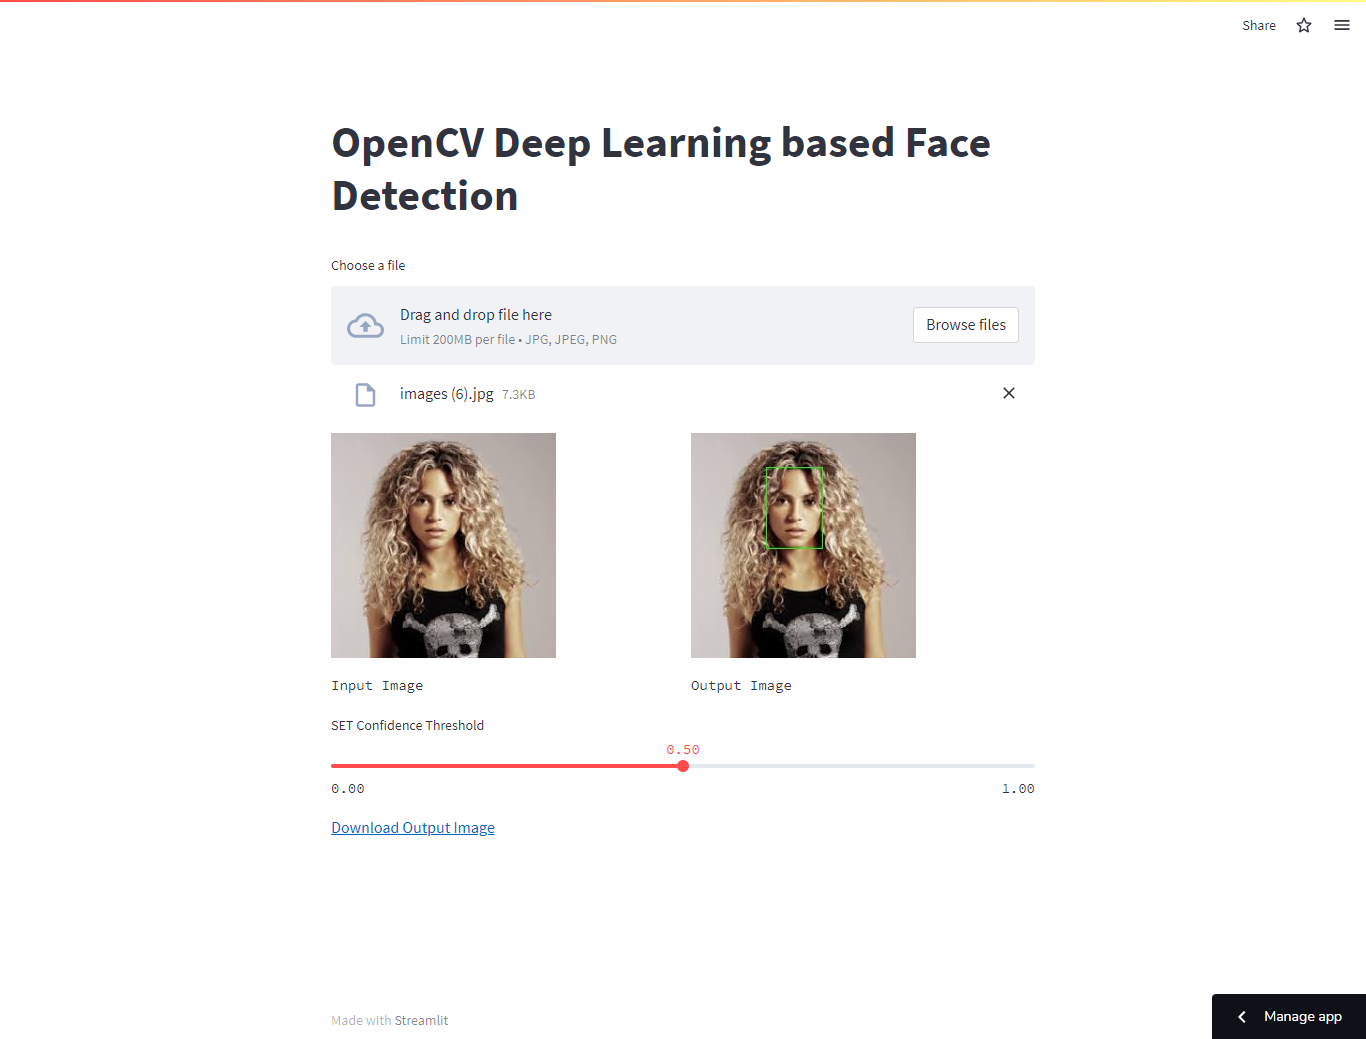 Share
OpenCV Deep Learning based Face
Detection
Choose a file
Drag and drop file here
Limit 200MB per file • JPG, JPEG, PNG
Browse files
images (6).jpg 7.3KB
Input Image
Output Image
SET Confidence Threshold
0.50
0.00
1.00
Download Output Image
Made with Streamlit
Manage app